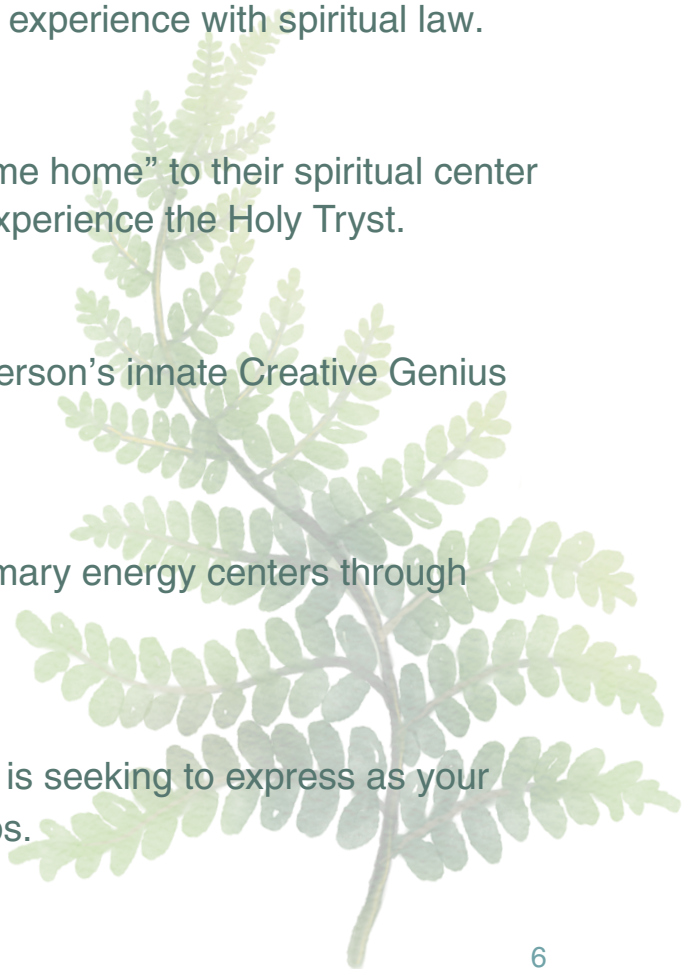 experience with spiritual law.
me home” to their spiritual center
xperience the Holy Tryst.
erson’s innate Creative Genius
mary energy centers through
is seeking to express as your
s.
6